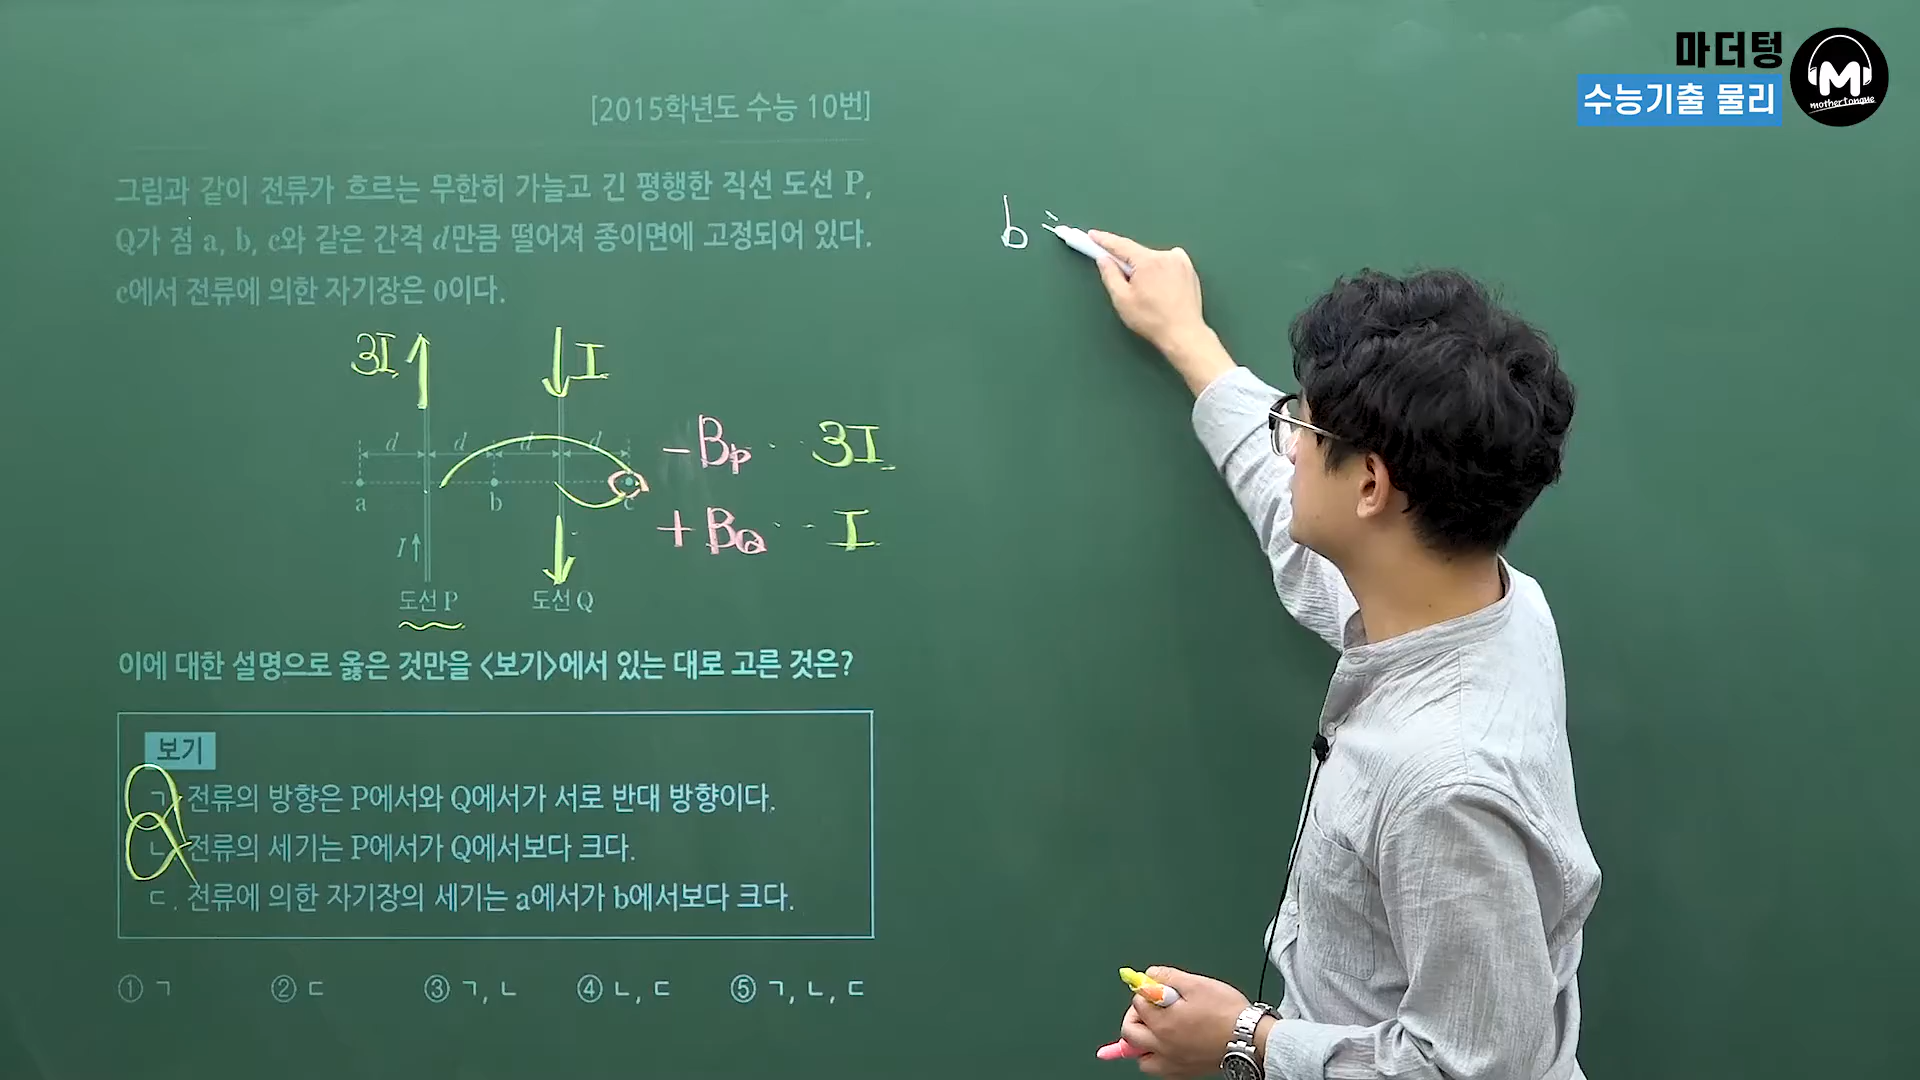 마더텅
수능기출 물리
M
mothertongue
[2015학년도 수능 10번]
그림과 같이 전류가 흐르는 무한히 가늘고 긴 평행한 직선 도선 P,
Q가 점 a, b, c와 같은 간격 d만큼 떨어져 종이면에 고정되어 있다.
c에서 전류에 의한 자기장은 0이다.
b
3I I
d d d d
a b c
-BP 3I
+BQ I
I
도선 P 도선 Q
이에 대한 설명으로 옳은 것만을 <보기>에서 있는 대로 고른 것은?
보기
ㄱ. 전류의 방향은 P에서와 Q에서가 서로 반대 방향이다.
ㄴ. 전류의 세기는 P에서가 Q에서보다 크다.
ㄷ. 전류에 의한 자기장의 세기는 a에서가 b에서보다 크다.
① ㄱ ② ㄷ ③ ㄱ, ㄴ ④ ㄴ, ㄷ ⑤ ㄱ, ㄴ, ㄷ